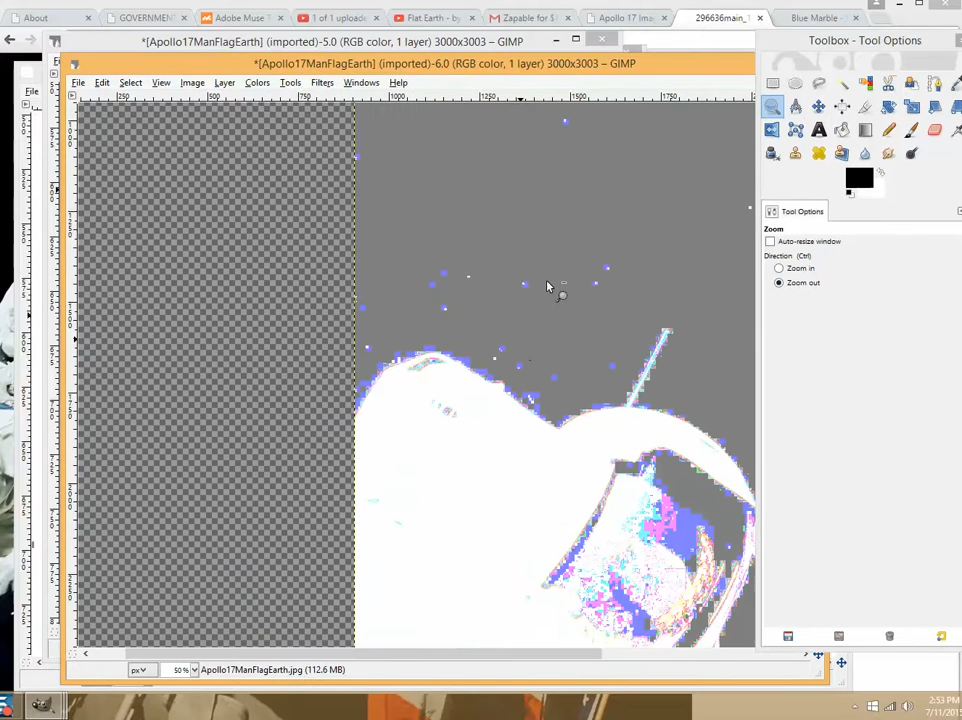 About
GOVERNMEN
Adobe Muse T
1 of 1 uploade
Flat Earth - by
Zapable for $
Apollo 17 Ima
296636main_
Blue Marble -
*[Apollo17ManFlagEarth] (imported)-5.0 (RGB color, 1 layer) 3000x3003 – GIMP
Toolbox - Tool Options
*[Apollo17ManFlagEarth] (imported)-6.0 (RGB color, 1 layer) 3000x3003 – GIMP
File Edit Select View Image Layer Colors Tools Filters Windows Help
File
250 500 750 1000 1250 1500 1750
Tool Options
Zoom
Auto-resize window
Direction (Ctrl)
Zoom in
Zoom out
px 50 % Apollo17ManFlagEarth.jpg (112.6 MB)
2:53 PM
7/11/2015